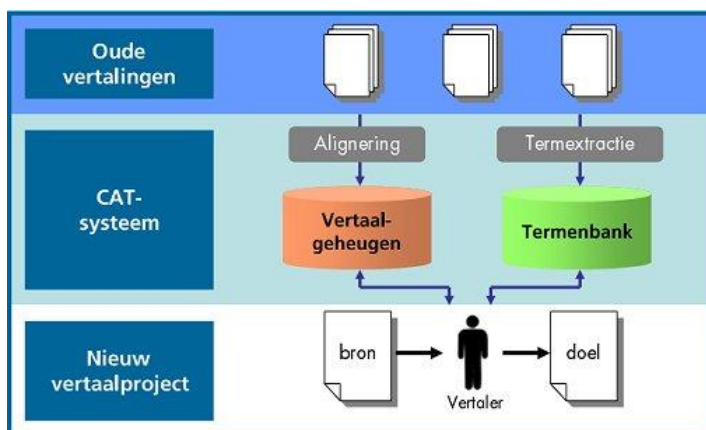 Oude
vertalingen
Alignering
Termextractie
CAT-
systeem
Vertaal-
geheugen
Termenbank
Nieuw
vertaalproject
bron
doel
Vertaler